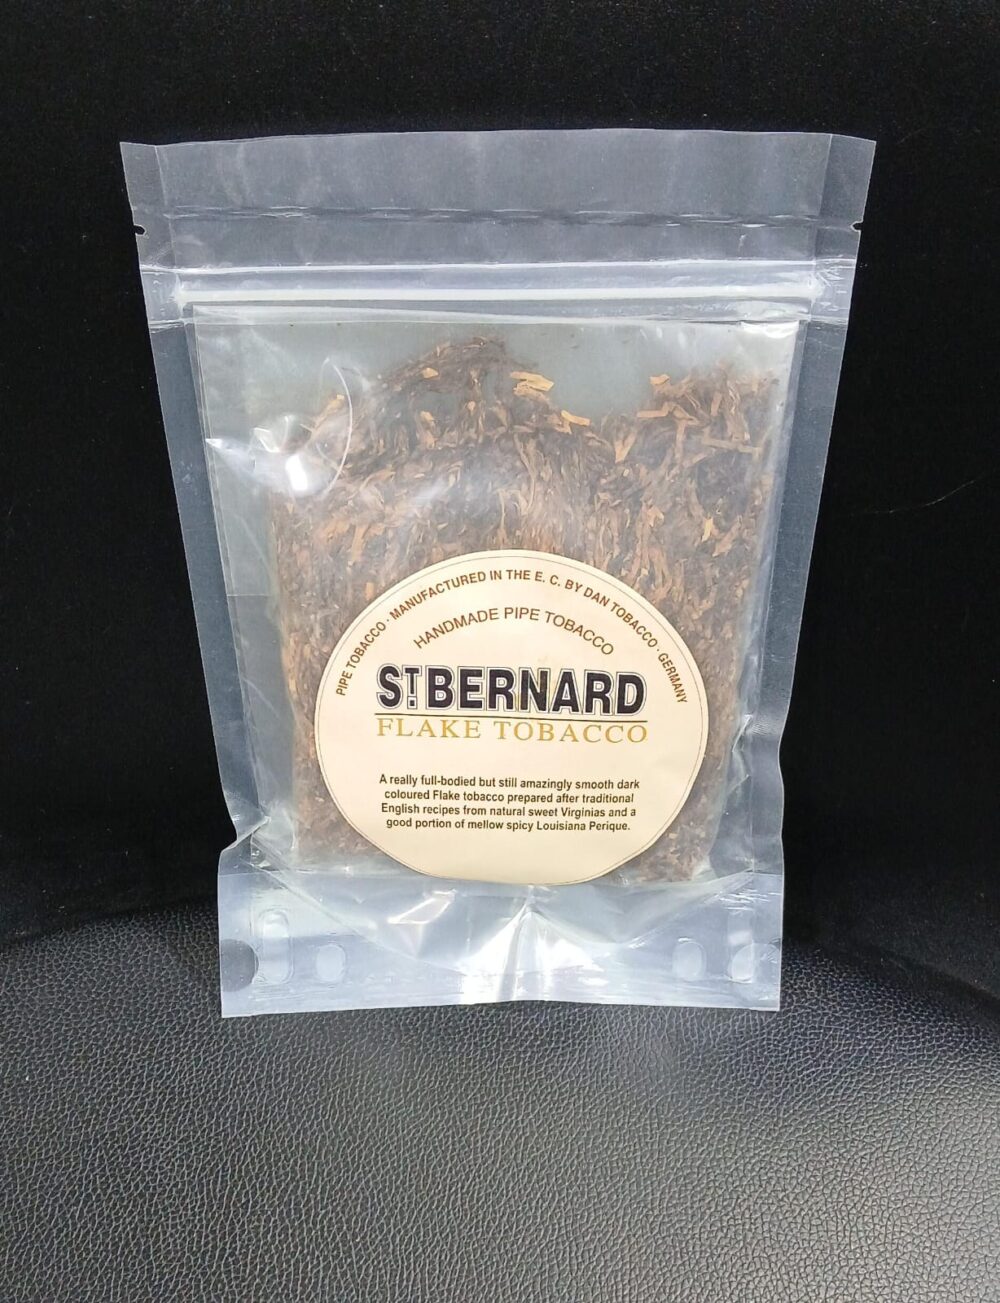 PIPE TOBACCO · MANUFACTURED IN THE E. C. BY DAN TOBACCO · GERMANY
HANDMADE PIPE TOBACCO
ST. BERNARD
FLAKE TOBACCO
A really full-bodied but still amazingly smooth dark
coloured Flake tobacco prepared after traditional
English recipes from natural sweet Virginias and a
good portion of mellow spicy Louisiana Perique.